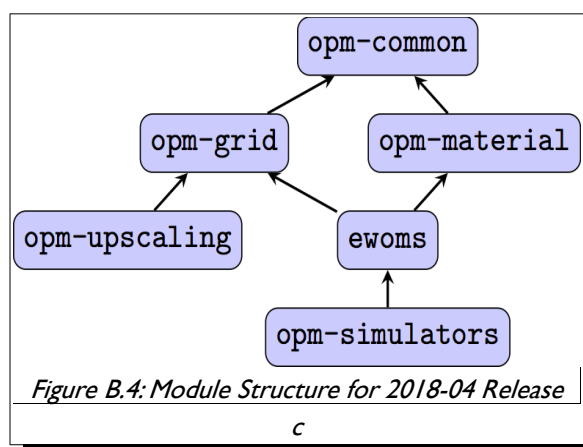 opm-common
opm-grid
opm-material
opm-upscaling
ewoms
opm-simulators
Figure B.4: Module Structure for 2018-04 Release
c